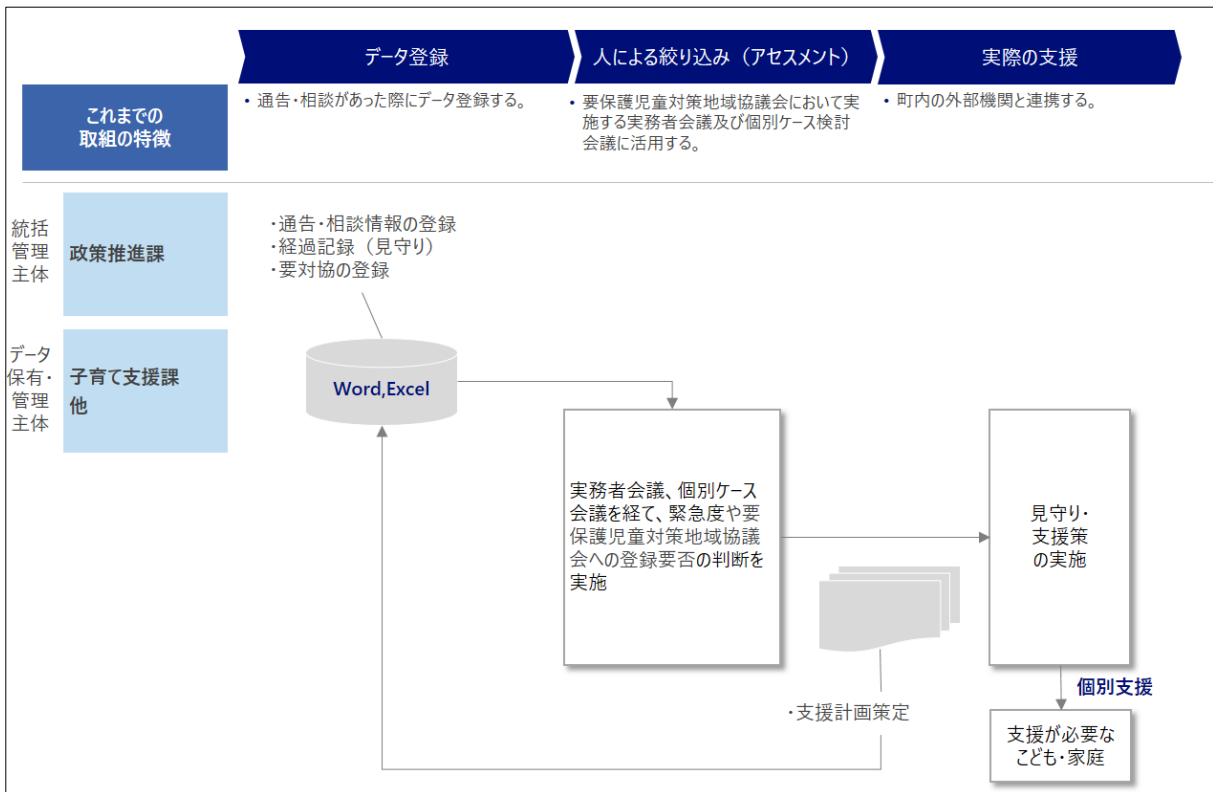 データ登録
人による絞り込み（アセスメント）
実際の支援
これまでの
取組の特徴
• 通告・相談があった際にデータ登録する。
• 要保護児童対策地域協議会において実
施する実務者会議及び個別ケース検討
会議に活用する。
• 町内の外部機関と連携する。
統括
管理
主体
政策推進課
・通告・相談情報の登録
・経過記録（見守り）
・要対協の登録
データ
保有・
管理
主体
子育て支援課
他
Word,Excel
実務者会議、個別ケース
会議を経て、緊急度や要
保護児童対策地域協議
会への登録要否の判断を
実施
見守り・
支援策
の実施
・支援計画策定
個別支援
支援が必要な
こども・家庭